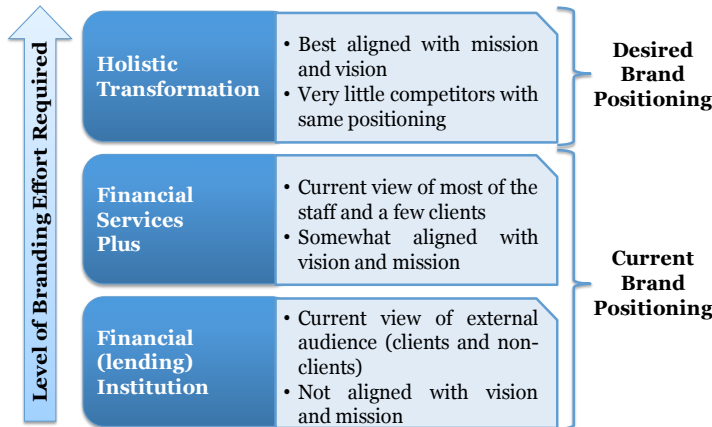 Level of Branding Effort Required
Holistic
Transformation
• Best aligned with mission
and vision
• Very little competitors with
same positioning
Desired
Brand
Positioning
Financial
Services
Plus
• Current view of most of the
staff and a few clients
• Somewhat aligned with
vision and mission
Financial
(lending)
Institution
• Current view of external
audience (clients and non-
clients)
• Not aligned with vision
and mission
Current
Brand
Positioning